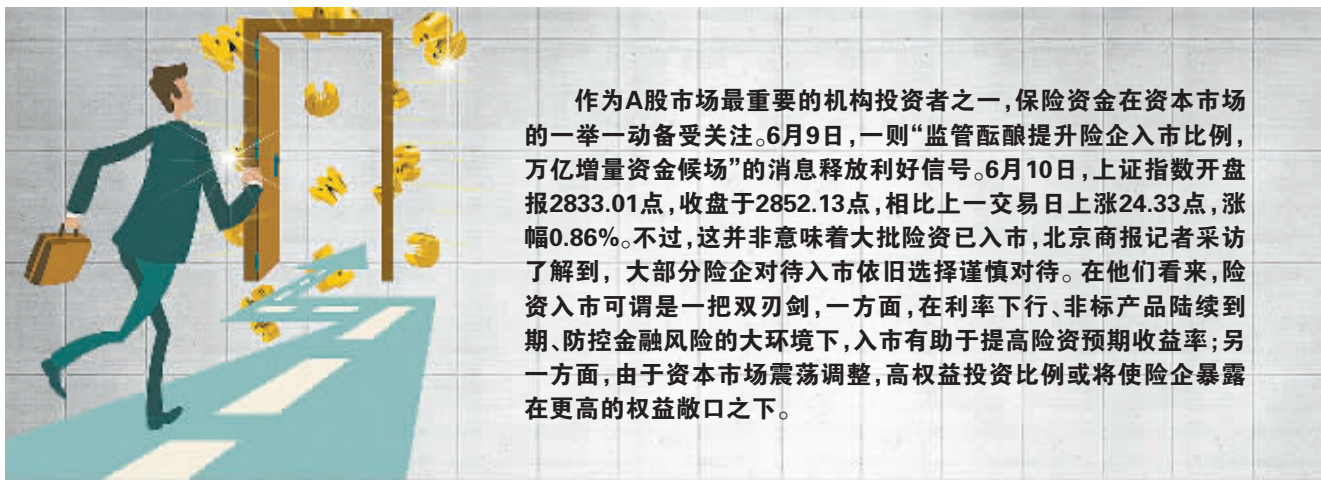 作为A股市场最重要的机构投资者之一,保险资金在资本市场
的一举一动备受关注。6月9日,一则“监管酝酿提升险企入市比例,
万亿增量资金候场”的消息释放利好信号。6月10日,上证指数开盘
报2833.01点,收盘于2852.13点,相比上一交易日上涨24.33点,涨
幅0.86%。不过,这并非意味着大批险资已入市,北京商报记者采访
了解到，大部分险企对待入市依旧选择谨慎对待。在他们看来,险
资入市可谓是一把双刃剑,一方面,在利率下行、非标产品陆续到
期、防控金融风险的大环境下,入市有助于提高险资预期收益率;另
一方面,由于资本市场震荡调整,高权益投资比例或将使险企暴露
在更高的权益敞口之下。